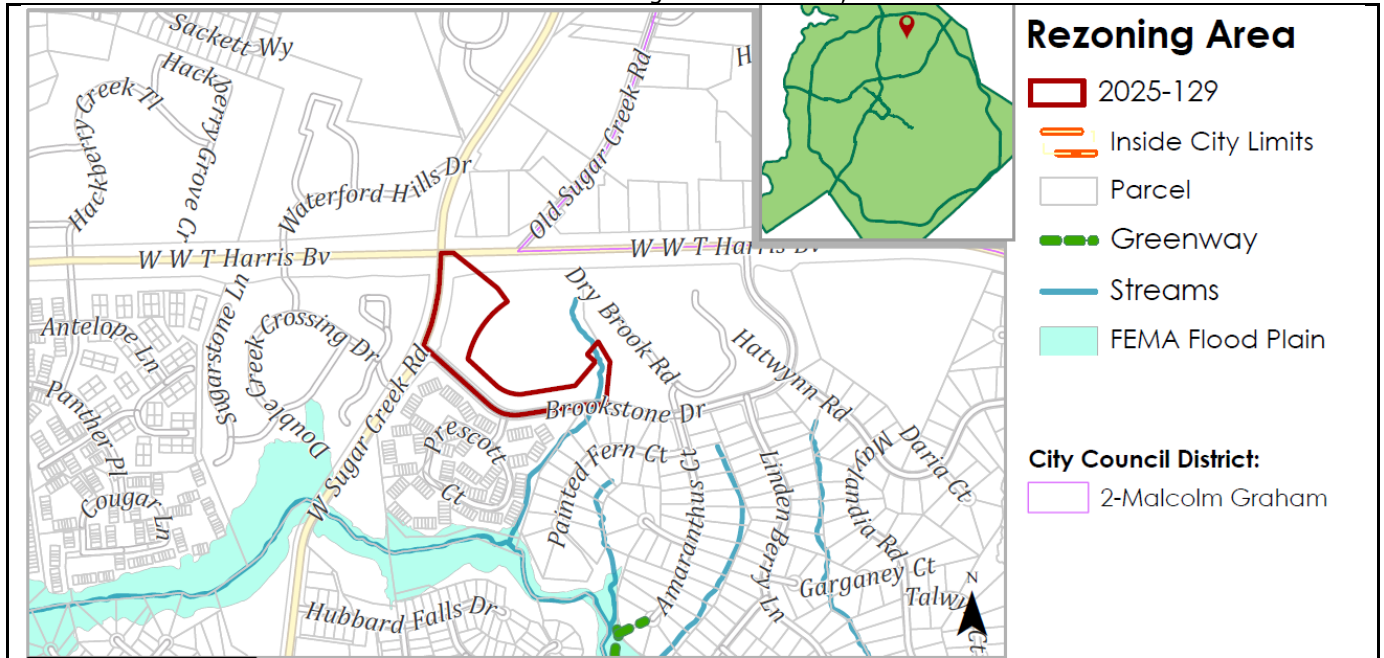 Sackett Wy
Hackberry Creek Tl
Hackberry Grove Cr
Waterford Hills Dr
Old Sugar Creek Rd
H
W W T Harris Bv
W W T Harris Bv
Sugarstone Ln
Antelope Ln
Double Creek Crossing Dr
Dry Brook Rd
Hatwynn Rd
W Sugar Creek Rd
Panther Pl
Brookstone Dr
Prescott Ct
Cougar Ln
Painted Fern Ct
Amaranthus Ct
Linden Berry Ln
Maylandia Rd
Daria Ct
Garganey Ct
Talwyn Ct
Hubbard Falls Dr
N
Rezoning Area
2025-129
Inside City Limits
Parcel
Greenway
Streams
FEMA Flood Plain
City Council District:
2-Malcolm Graham